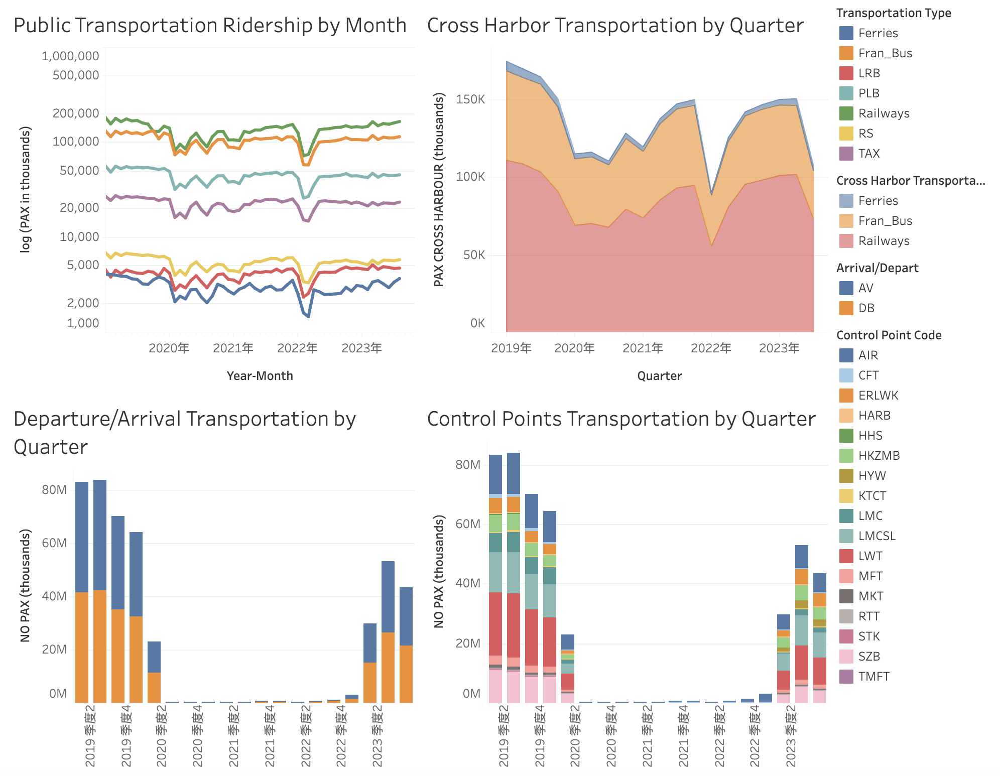 Public Transportation Ridership by Month
1,000,000
500,000
200,000
100,000
50,000
20,000
10,000
5,000
2,000
1,000
log (PAX in thousands)
2020年
2021年
2022年
2023年
Year-Month
Cross Harbor Transportation by Quarter
150K
100K
50K
0K
PAX CROSS HARBOUR (thousands)
2019年
2020年
2021年
2022年
2023年
Quarter
Departure/Arrival Transportation by
Quarter
80M
60M
40M
20M
0M
NO PAX (thousands)
2019 季度2
2019 季度4
2020 季度2
2020 季度4
2021 季度2
2021 季度4
2022 季度2
2022 季度4
2023 季度2
Control Points Transportation by Quarter
80M
60M
40M
20M
0M
NO PAX (thousands)
2019 季度2
2019 季度4
2020 季度2
2020 季度4
2021 季度2
2021 季度4
2022 季度2
2022 季度4
2023 季度2
Transportation Type
Ferries
Fran_Bus
LRB
PLB
Railways
RS
TAX
Cross Harbor Transporta...
Ferries
Fran_Bus
Railways
Arrival/Depart
AV
DB
Control Point Code
AIR
CFT
ERLWK
HARB
HHS
HKZMB
HYW
KTCT
LMC
LMCSL
LWT
MFT
MKT
RTT
STK
SZB
TMFT